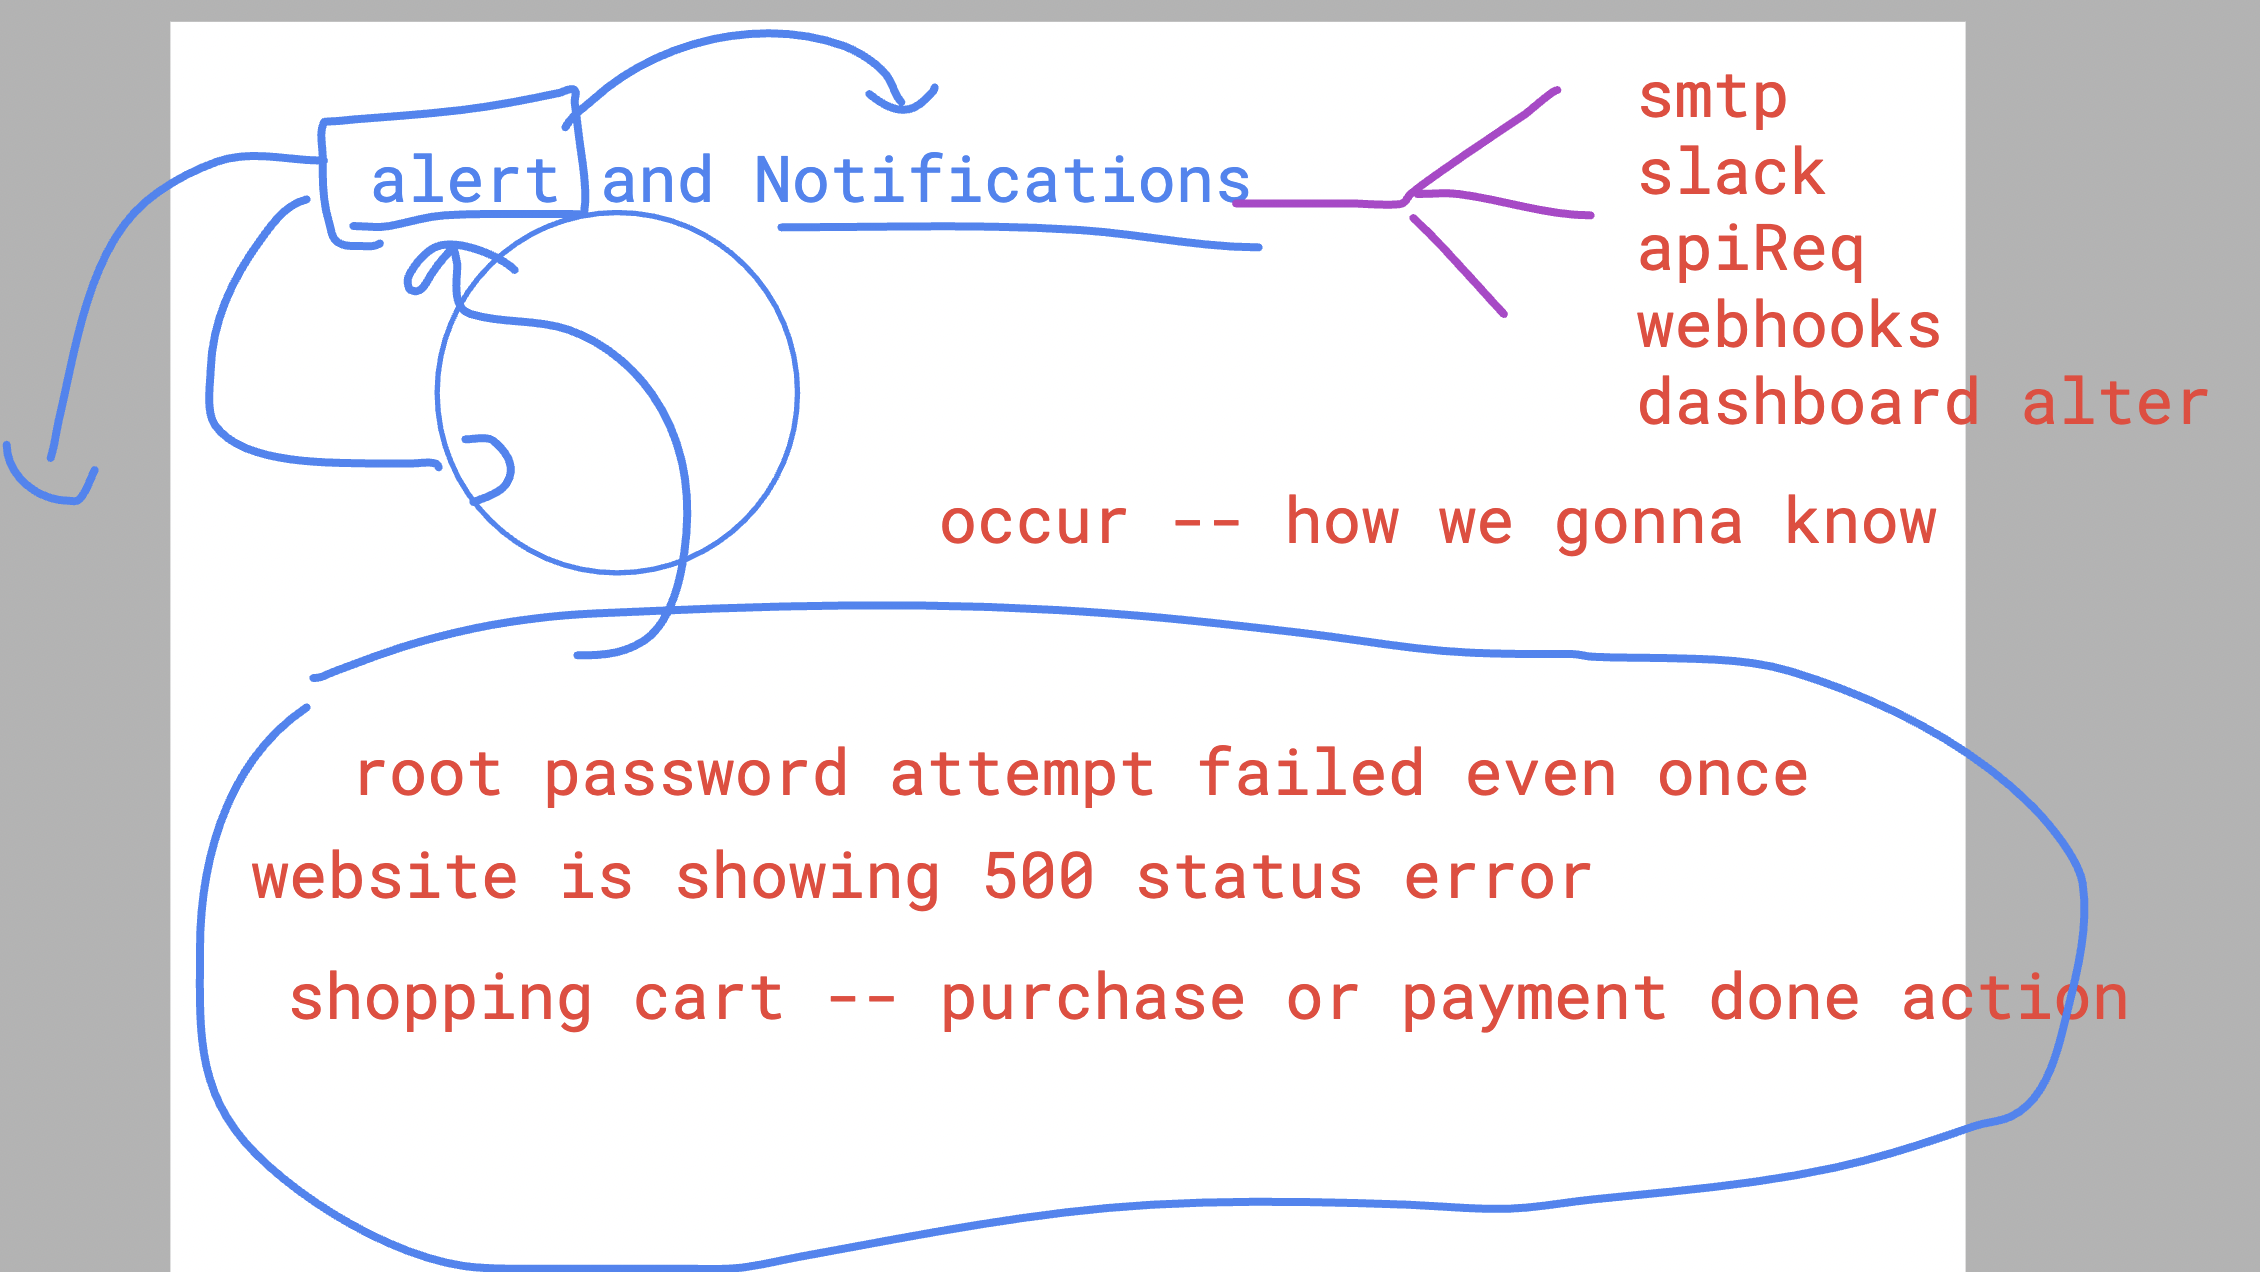 smtp
alert and Notifications
slack
apiReq
webhooks
dashboard alter
occur -- how we gonna know
root password attempt failed even once
website is showing 500 status error
shopping cart -- purchase or payment done action